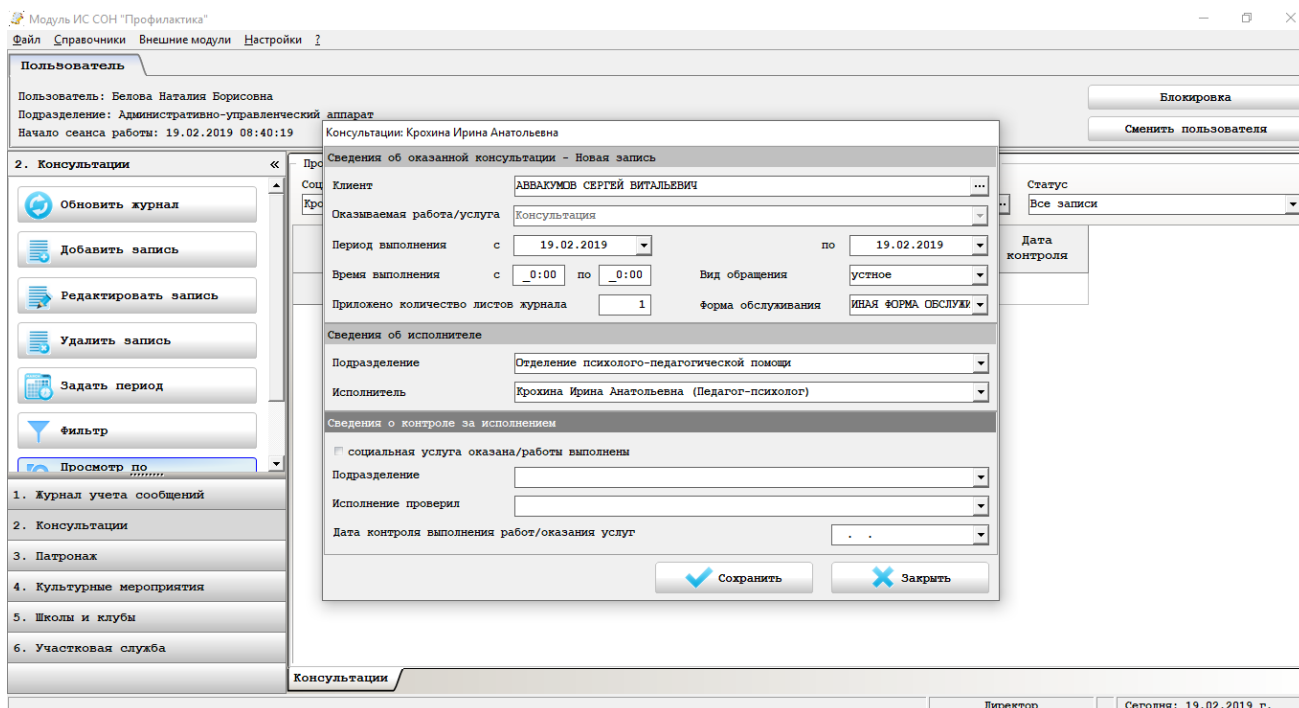 Модуль ИС СОН "Профилактика"
Файл Справочники Внешние модули Настройки ?
Пользователь
Пользователь: Белова Наталия Борисовна
Подразделение: Административно-управленческий аппарат
Начало сеанса работы: 19.02.2019 08:40:19
Блокировка
Сменить пользователя
2. Консультации «
Обновить журнал
Добавить запись
Редактировать запись
Удалить запись
Задать период
Фильтр
Просмотр по
1. Журнал учета сообщений
2. Консультации
3. Патронаж
4. Культурные мероприятия
5. Школы и клубы
6. Участковая служба
Консультации: Крохина Ирина Анатольевна
Сведения об оказанной консультации - Новая запись
Клиент АВВАКУМОВ СЕРГЕЙ ВИТАЛЬЕВИЧ ...
Оказываемая работа/услуга Консультация
Период выполнения с 19.02.2019 по 19.02.2019
Время выполнения с _0:00 по _0:00 Вид обращения устное
Приложено количество листов журнала 1 Форма обслуживания ИНАЯ ФОРМА ОБСЛУЖИ
Сведения об исполнителе
Подразделение Отделение психолого-педагогической помощи
Исполнитель Крохина Ирина Анатольевна (Педагог-психолог)
Сведения о контроле за исполнением
социальная услуга оказана/работы выполнены
Подразделение
Исполнение проверил
Дата контроля выполнения работ/оказания услуг . .
Сохранить
Закрыть
Статус
Все записи
Дата
контроля
Консультации
Директор
Сегодня: 19.02.2019 г.